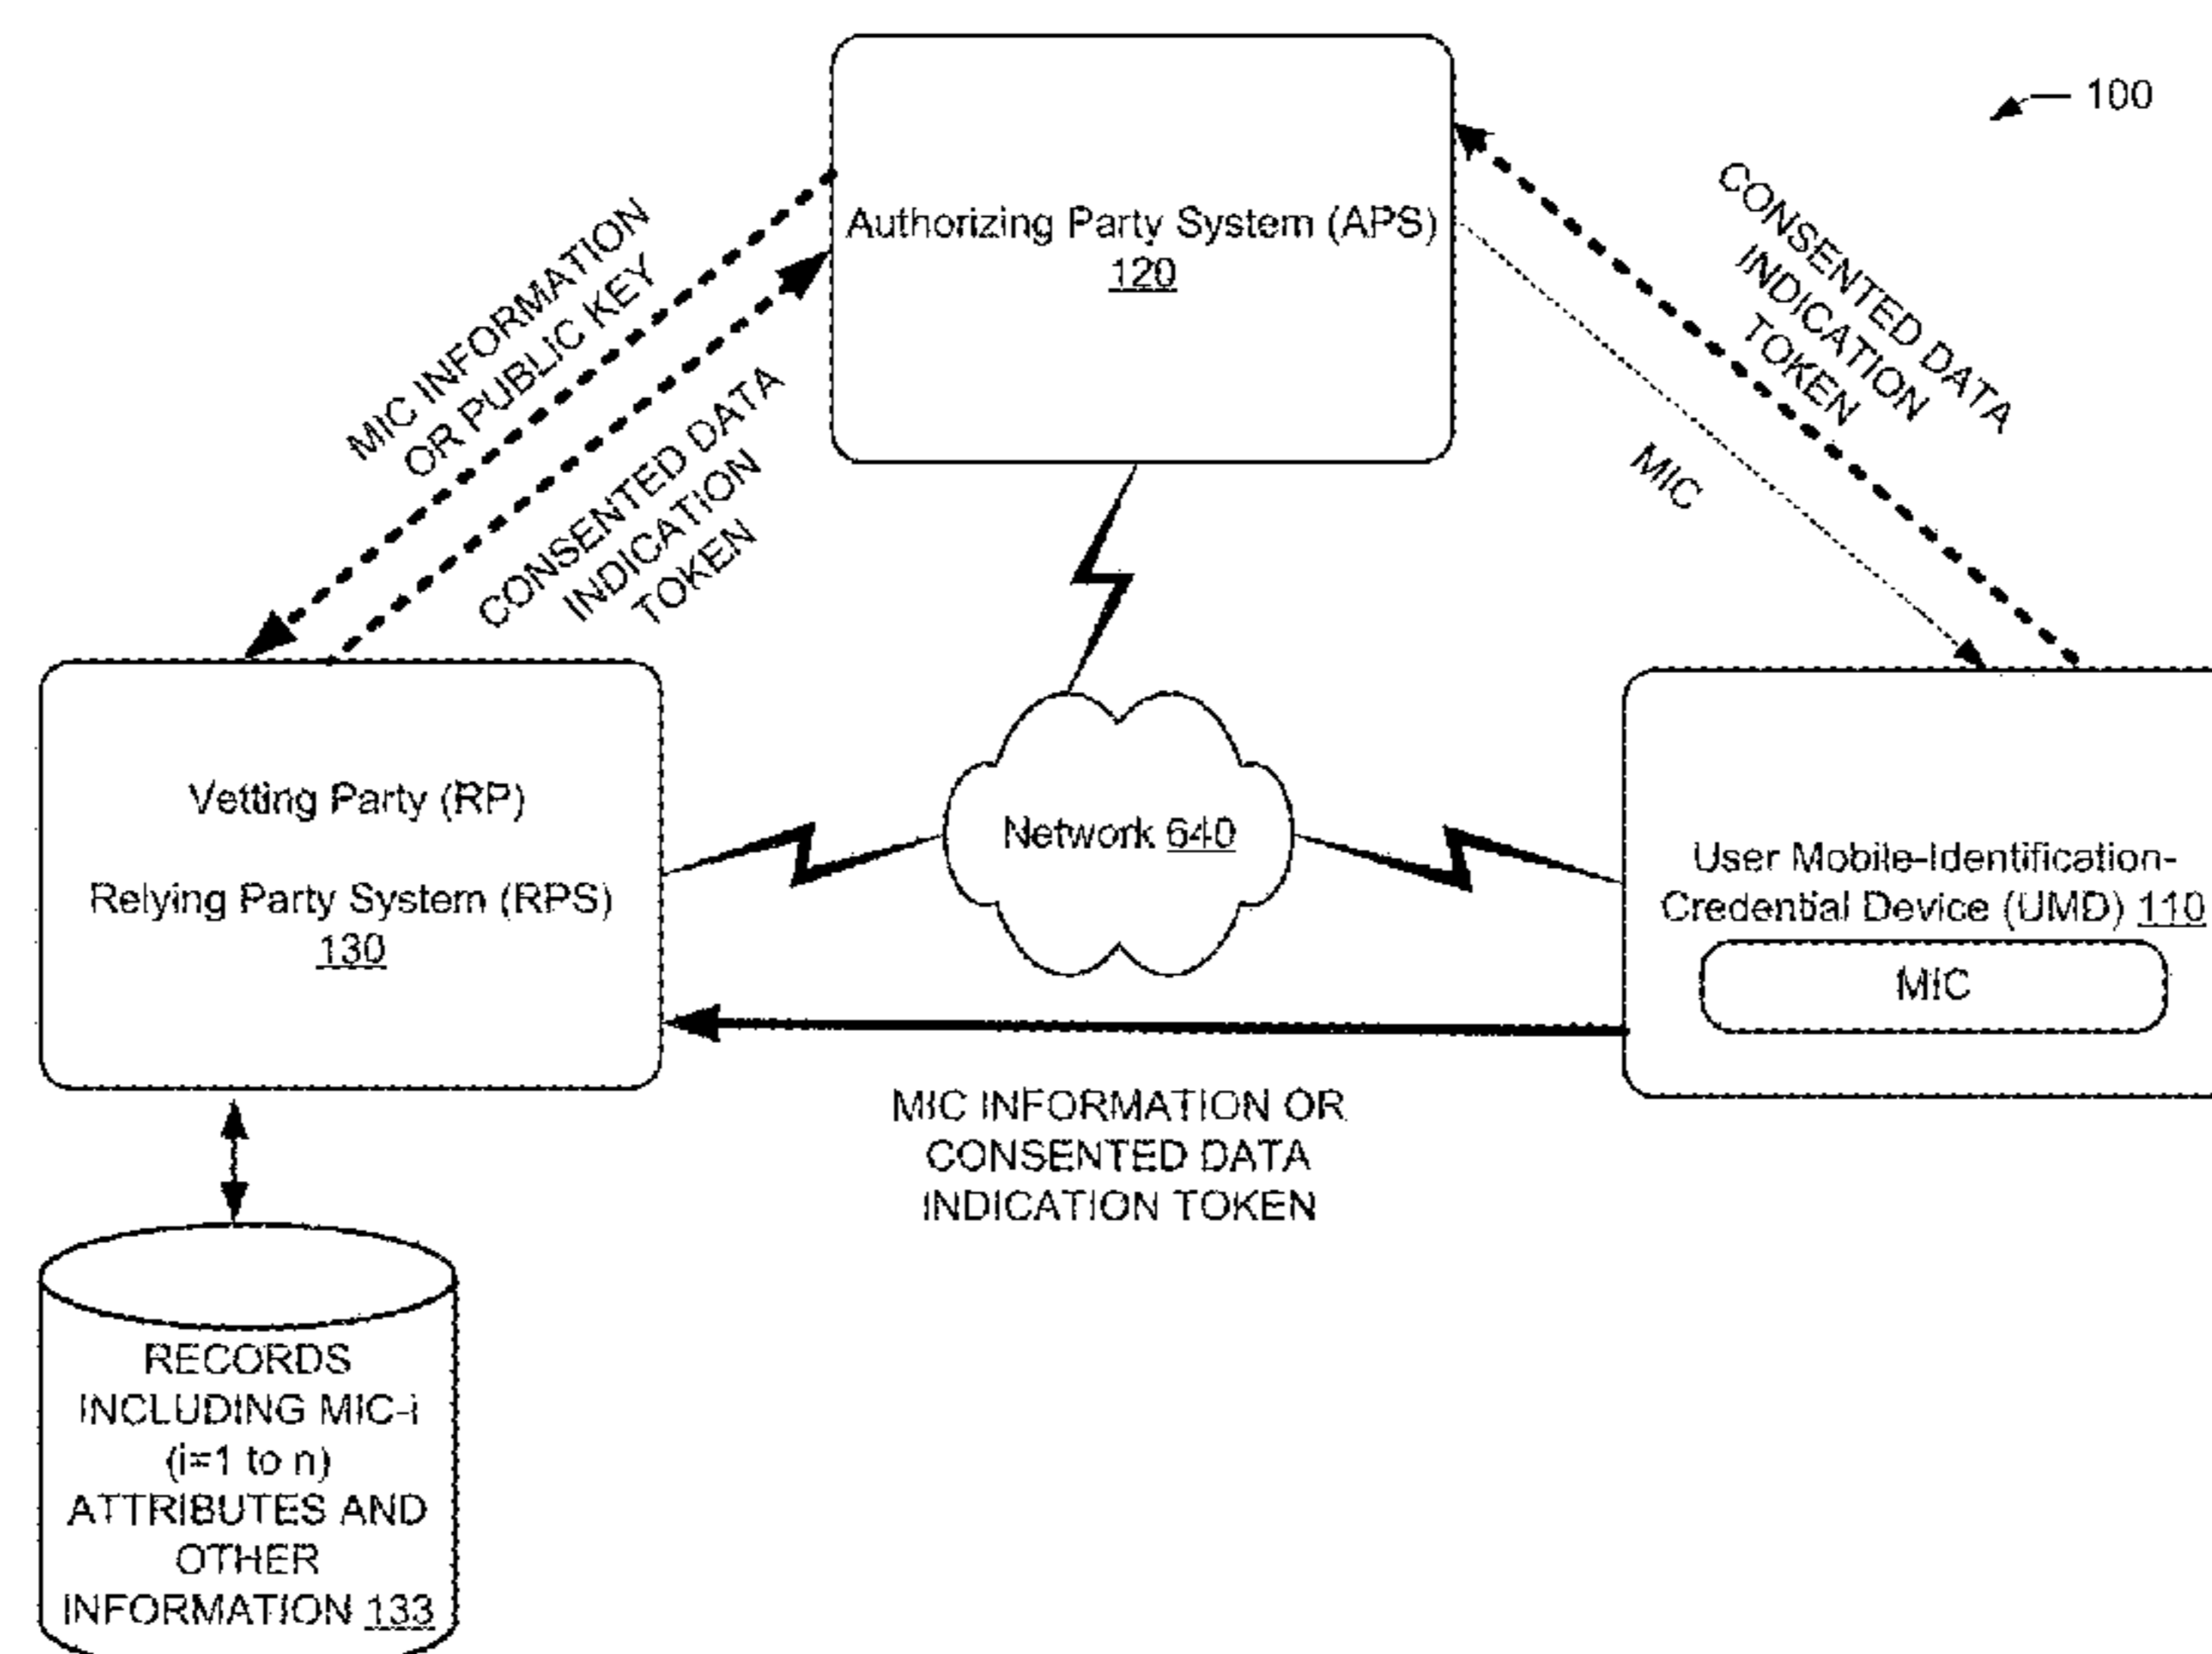 100
Authorizing Party System (APS)
120
MIC INFORMATION
OR PUBLIC KEY
CONSENTED DATA
INDICATION
TOKEN
CONSENTED DATA
INDICATION
TOKEN
MIC
Vetting Party (RP)
Relying Party System (RPS)
130
Network 640
User Mobile-Identification-
Credential Device (UMD) 110
MIC
MIC INFORMATION OR
CONSENTED DATA
INDICATION TOKEN
RECORDS
INCLUDING MIC-i
(i=1 to n)
ATTRIBUTES AND
OTHER
INFORMATION 133